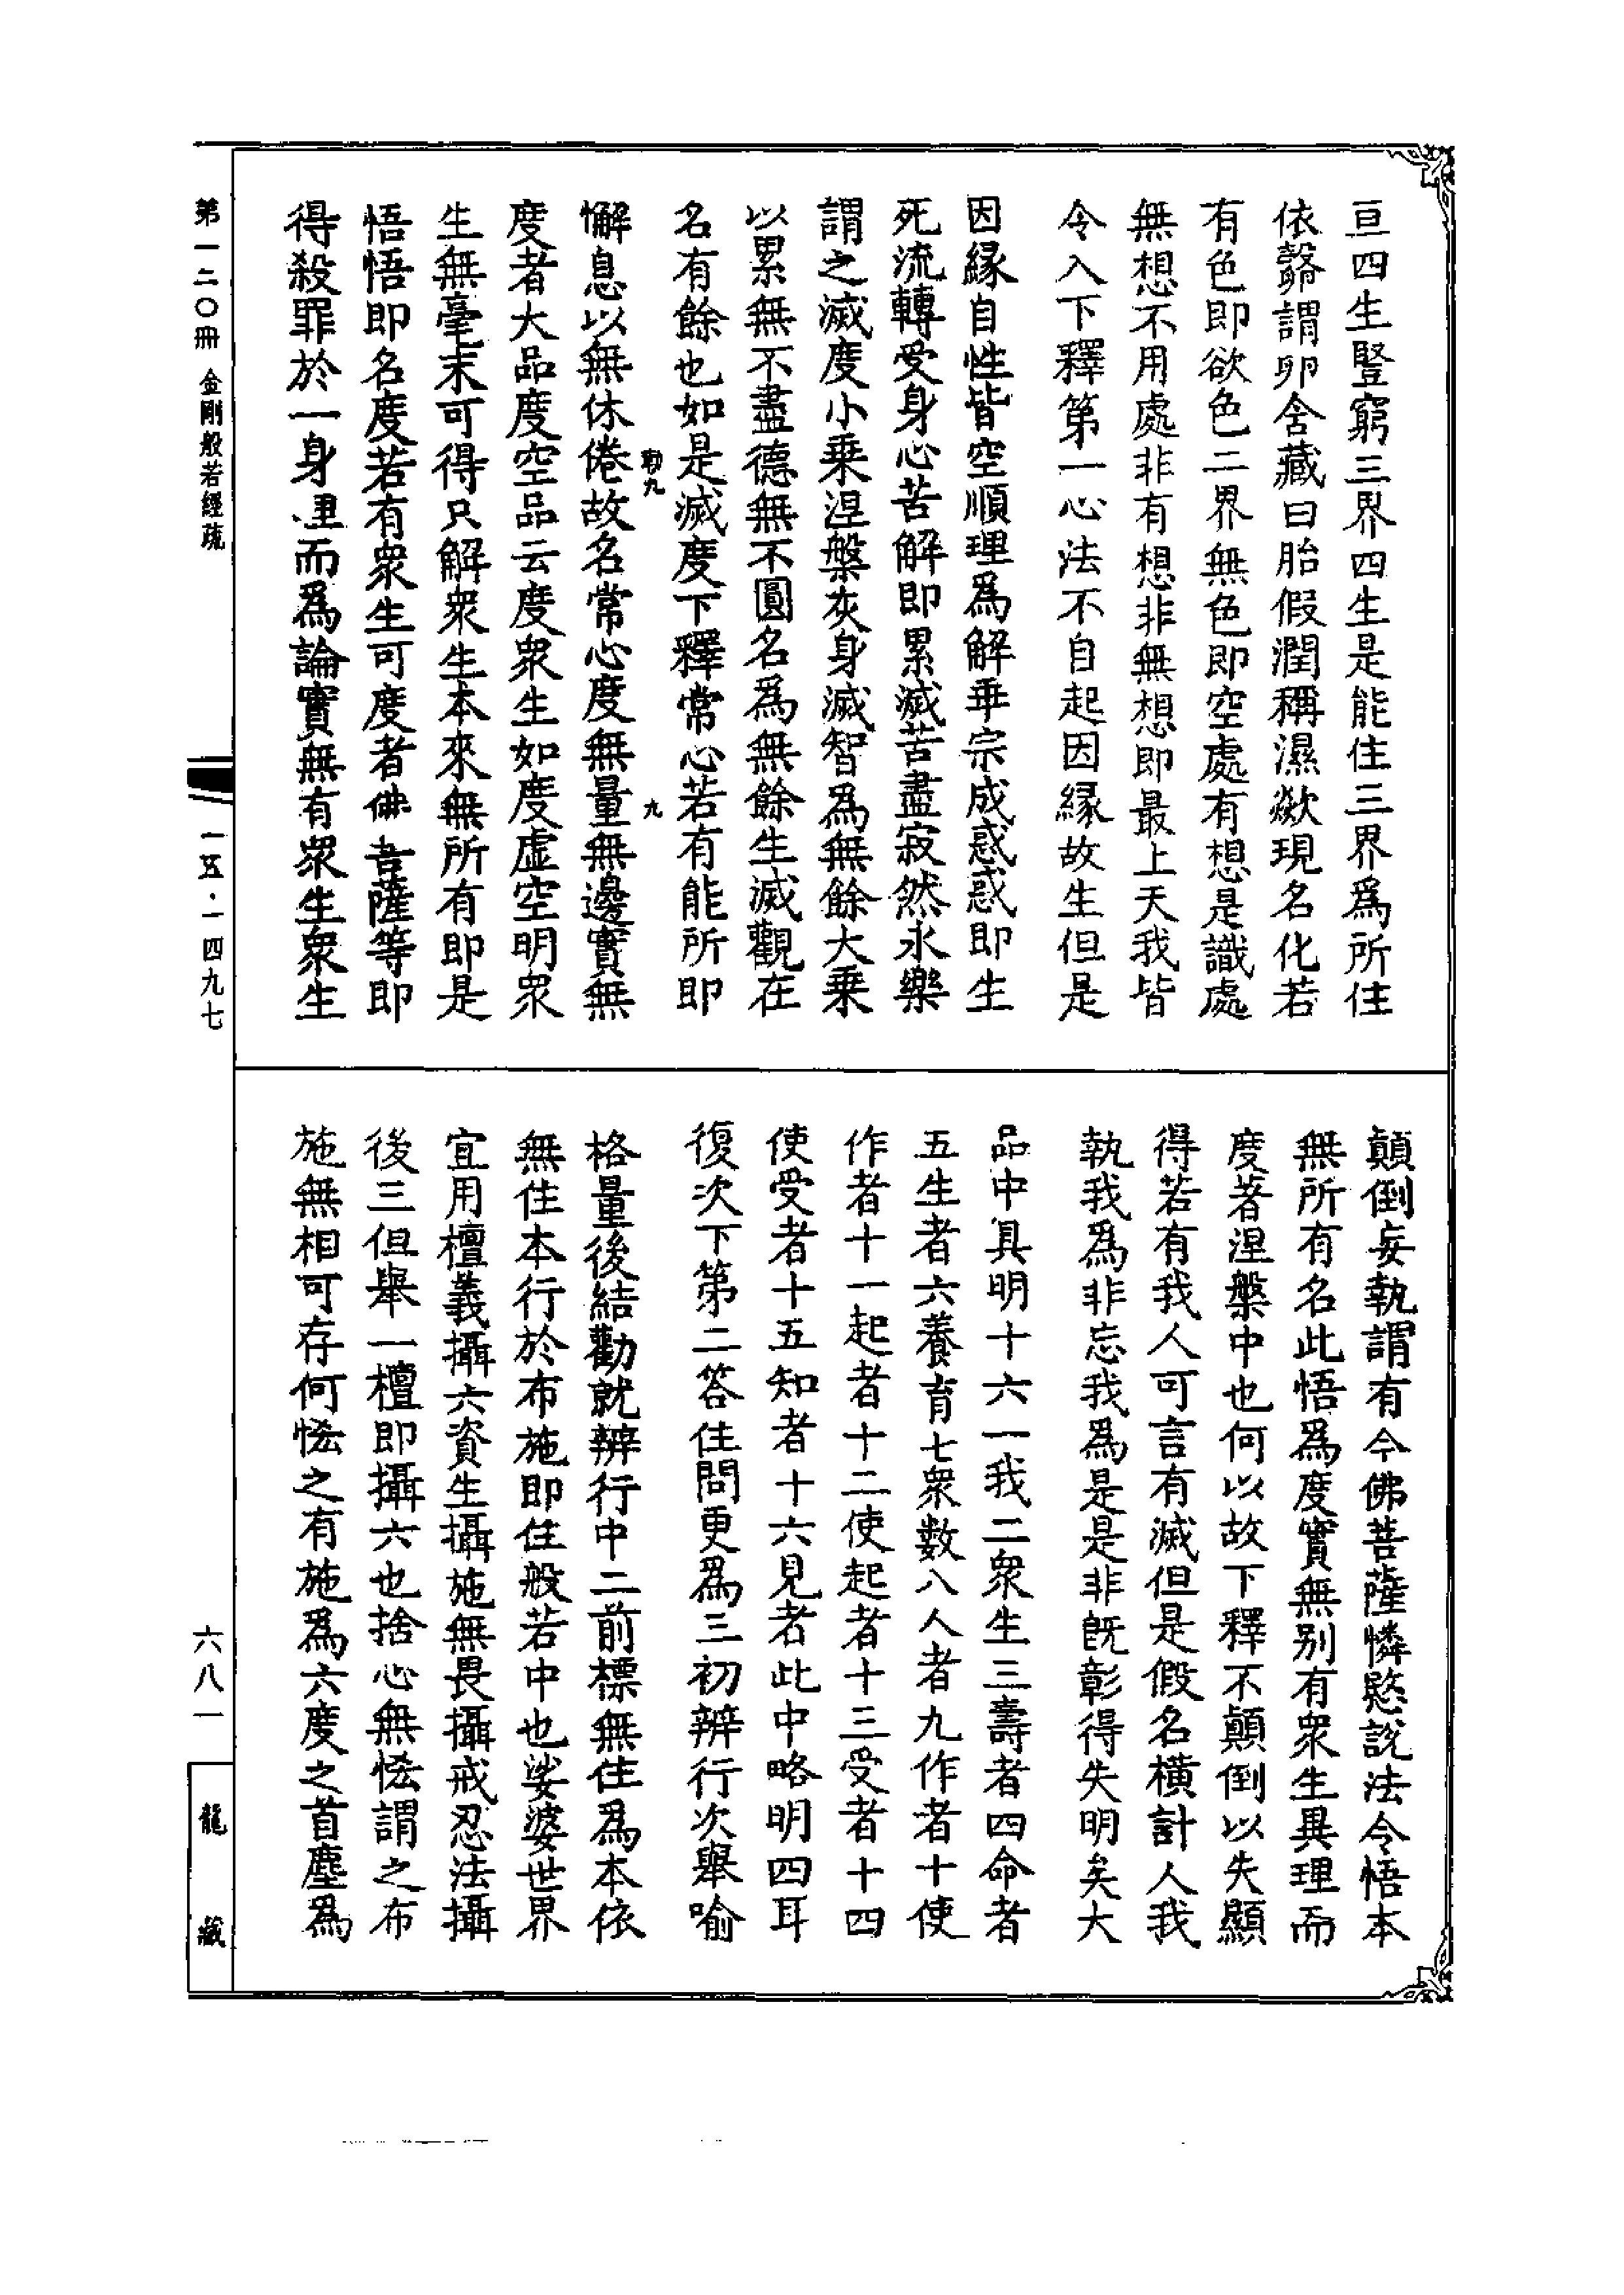 亘四生豎窮三界四生是能住三界爲所住
依㲉謂卵含藏曰胎假潤稱濕欻現名化若
有色即欲色二界無色即空處有想是識處
無想不用處非有想非無想即最上天我皆
令入下釋第一心法不自起因緣故生但是
因緣自性皆空順理爲解乖宗成惑惑即生
死流轉受身心苦解即累滅苦盡寂然永樂
謂之滅度小乘涅槃灰身滅智爲無餘大乘
以累無不盡德無不圓名爲無餘生滅觀在
名有餘也如是滅度下釋常心若有能所即
勒九
九
懈息以無休倦故名常心度無量無邊實無
度者大品度空品云度衆生如度虛空明衆
生無毫末可得只解衆生本來無所有即是
悟悟即名度若有衆生可度者佛菩薩等即
得殺罪於一身理而爲論實無有衆生衆生
顛倒妄執謂有今佛菩薩憐愍說法令悟本
無所有名此悟爲度實無别有衆生異理而
度著涅槃中也何以故下釋不顛倒以失顯
得若有我人可言有滅但是假名橫計人我
執我爲非忘我爲是是非旣彰得失明矣大
品中具明十六一我二衆生三壽者四命者
五生者六養育七衆數八人者九作者十使
作者十一起者十二使起者十三受者十四
使受者十五知者十六見者此中略明四耳
復次下第二答住問更爲三初辨行次舉喻
格量後結勸就辨行中二前標無住爲本依
無住本行於布施即住般若中也娑婆世界
宜用檀義攝六資生攝施無畏攝戒忍法攝
後三但舉一檀即攝六也捨心無悋謂之布
施無相可存何悋之有施爲六度之首塵爲
第一二〇冊 金剛般若經疏
一五·一四九七
六八一
龍藏